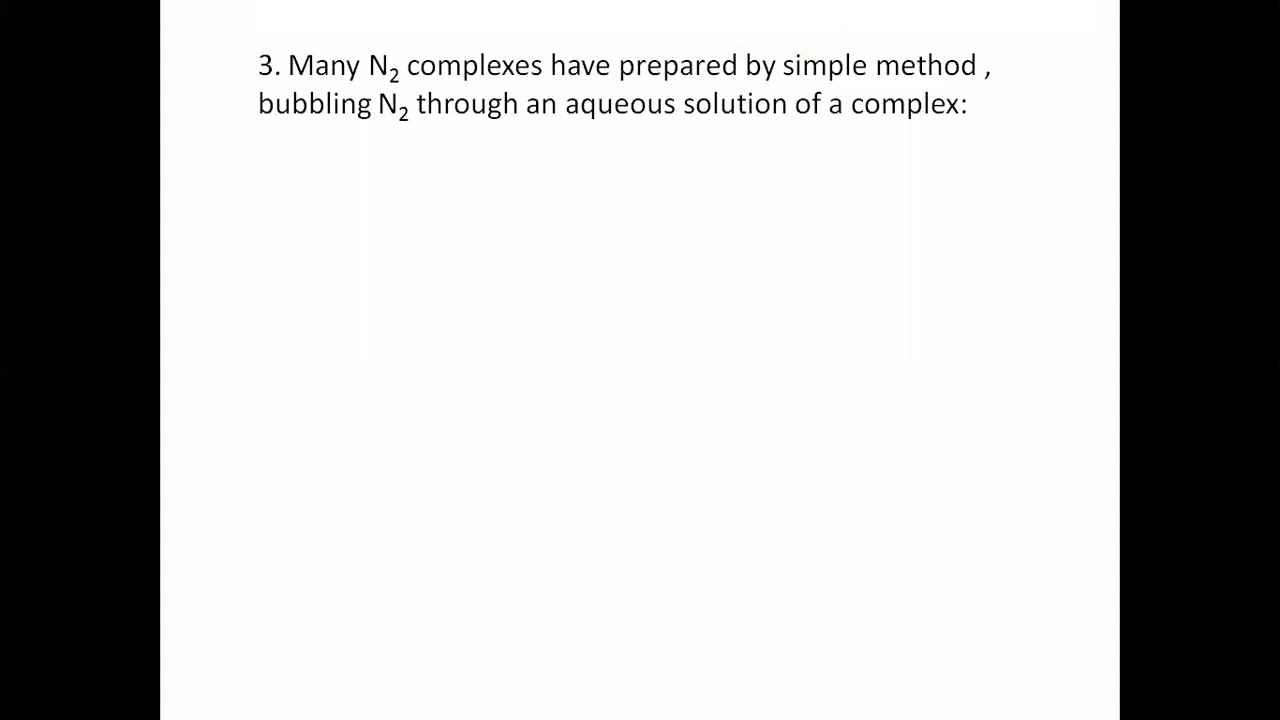 3. Many N₂ complexes have prepared by simple method ,
bubbling N₂ through an aqueous solution of a complex: